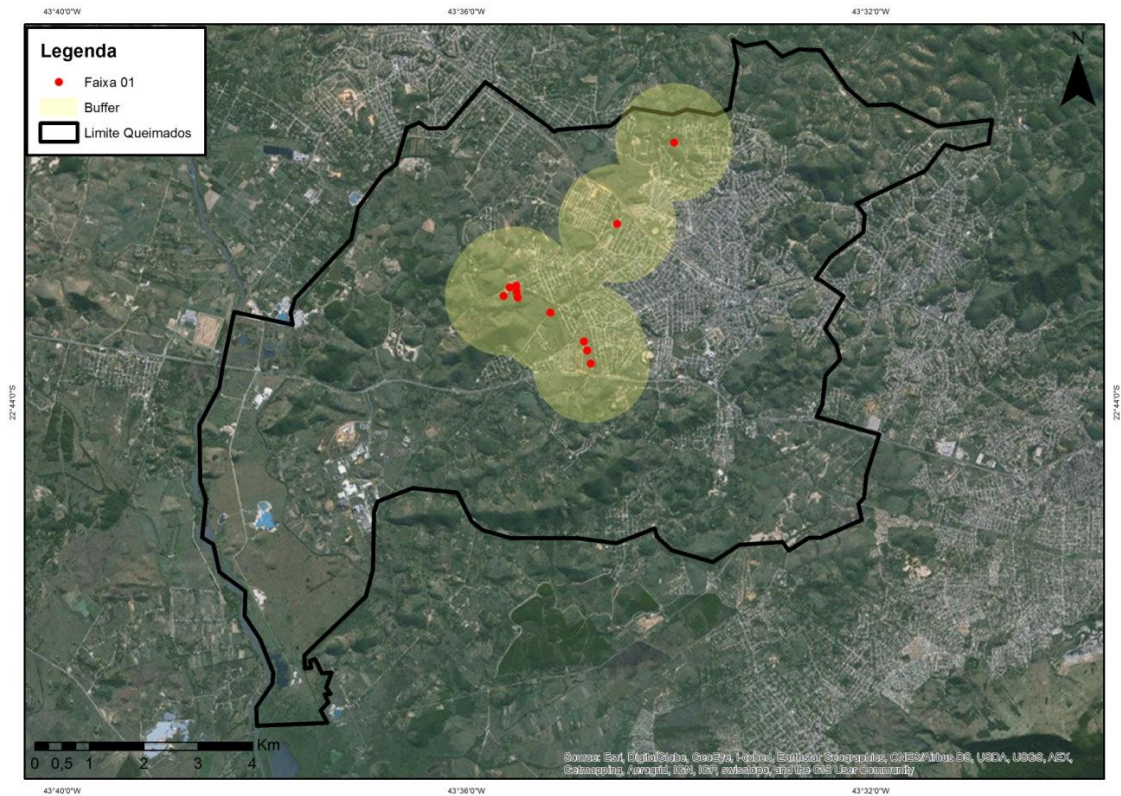 43°40'0"W 43°36'0"W 43°32'0"W
N
Legenda
Faixa 01
Buffer
Limite Queimados
22°44'0"S 22°44'0"S
Km
0 0,5 1 2 3 4
Source: Esri, DigitalGlobe, GeoEye, i-cubed, Earthstar Geographics, CNES/Airbus DS, USDA, USGS, AEX,
Getmapping, Aerogrid, IGN, IGP, swisstopo, and the GIS User Community
43°40'0"W 43°36'0"W 43°32'0"W